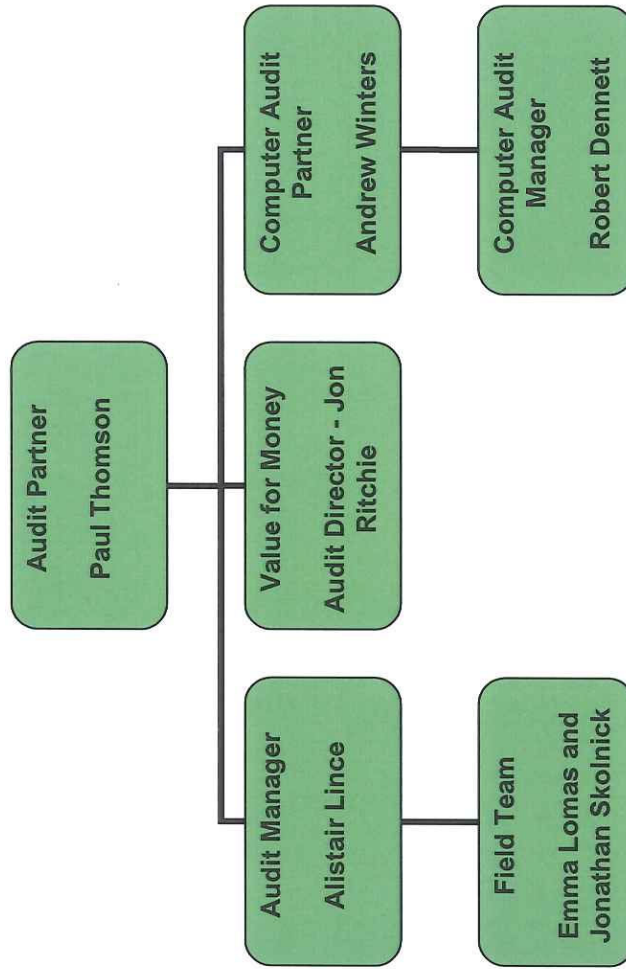 Audit Partner
Paul Thomson
Audit Manager
Alistair Lince
Value for Money
Audit Director - Jon
Ritchie
Computer Audit
Partner
Andrew Winters
Field Team
Emma Lomas and
Jonathan Skolnick
Computer Audit
Manager
Robert Dennett